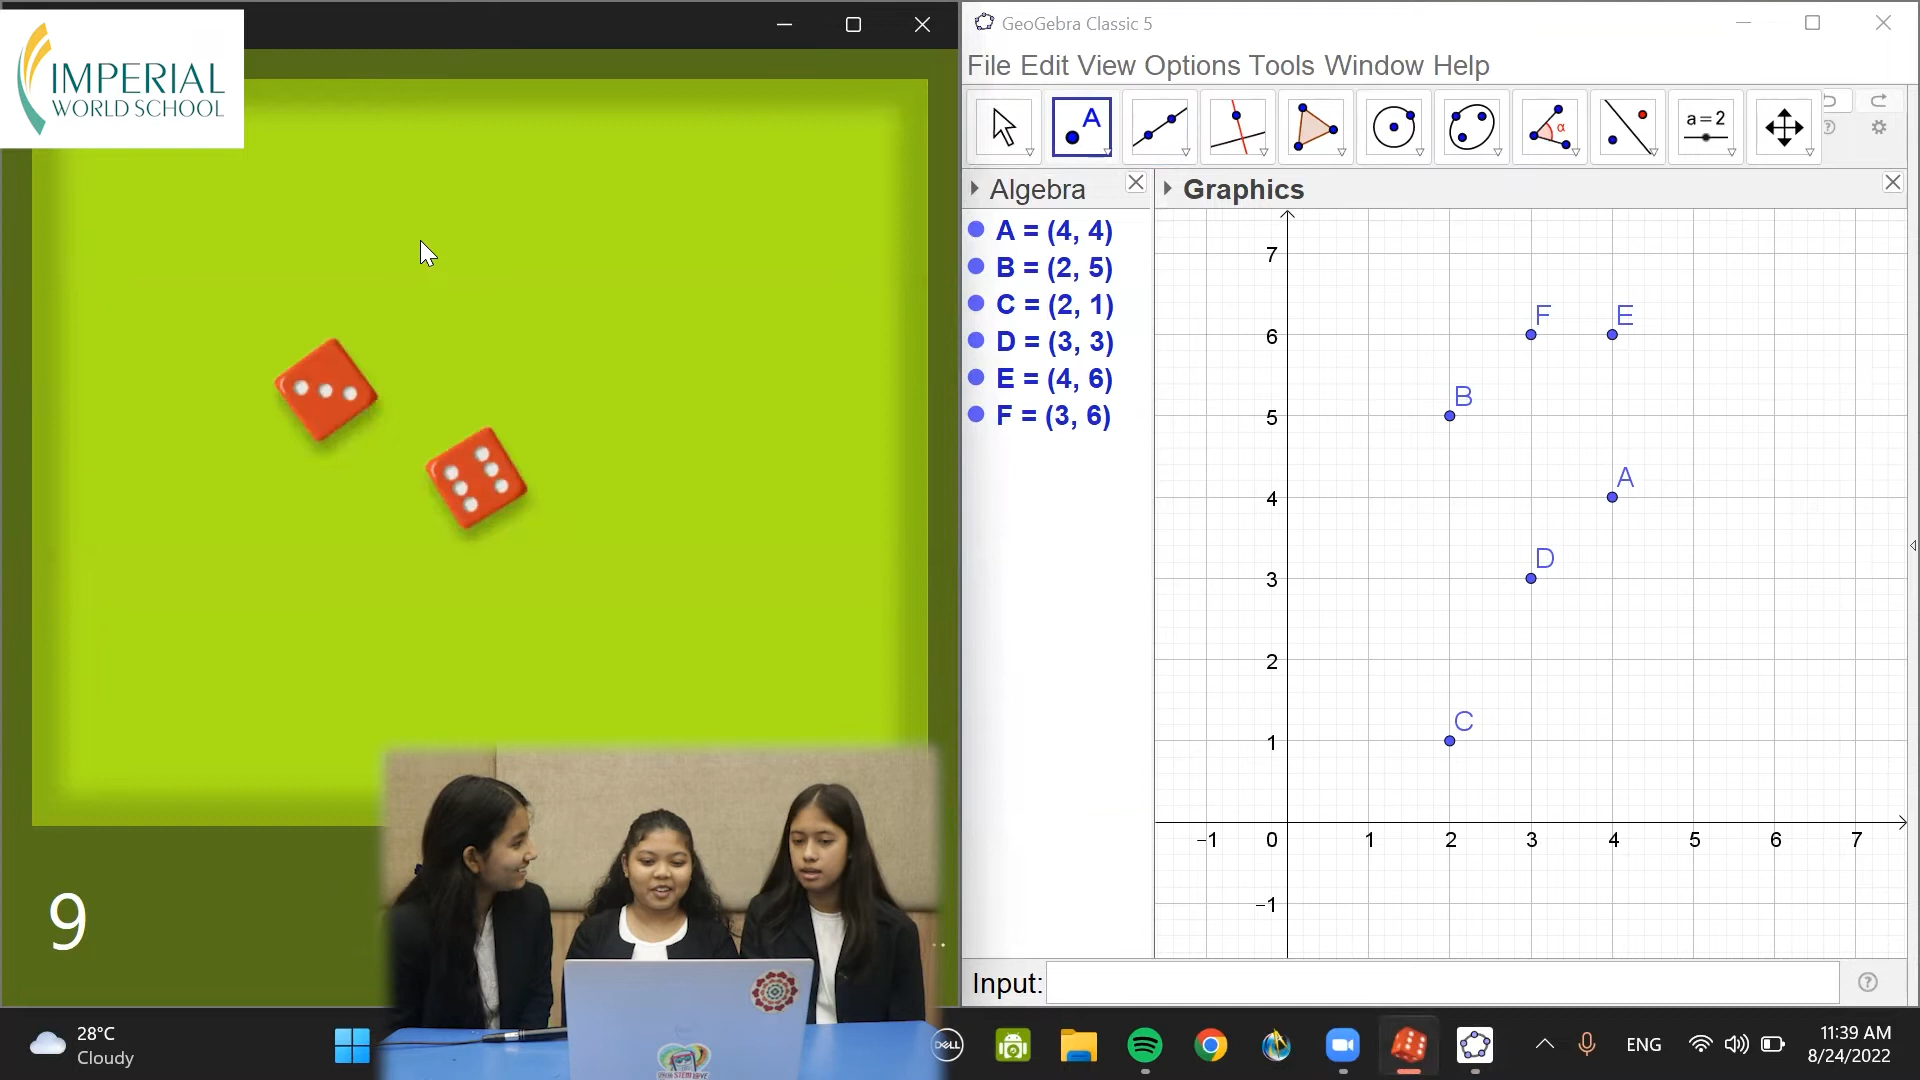 IMPERIAL
WORLD SCHOOL
9
GeoGebra Classic 5
File Edit View Options Tools Window Help
A
α
a = 2
Algebra
Graphics
A = (4, 4)
B = (2, 5)
C = (2, 1)
D = (3, 3)
E = (4, 6)
F = (3, 6)
7
6
5
4
3
2
1
0
−1
−1
1
2
3
4
5
6
7
F
E
B
A
D
C
Input:
28°C
Cloudy
DELL
ENG
11:39 AM
8/24/2022